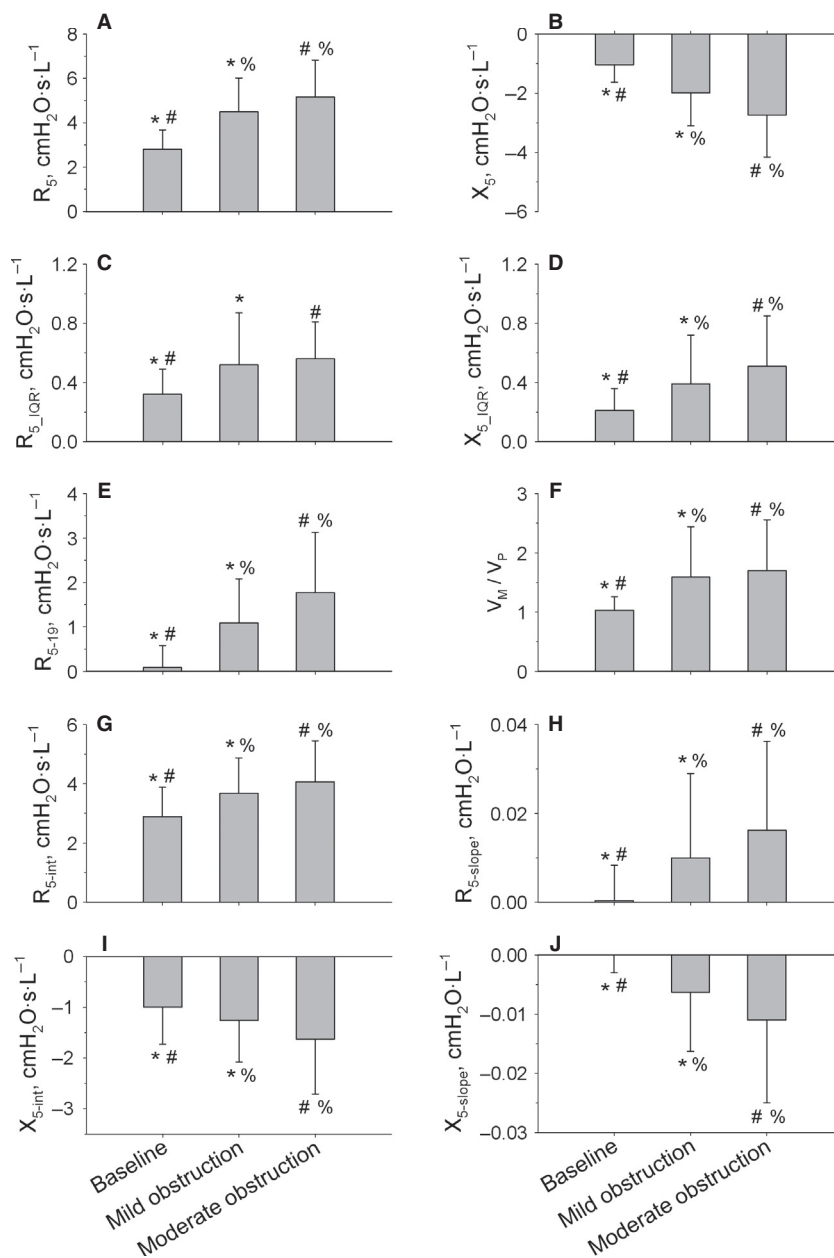 A
8
6
4
2
0
R5, cmH2O·s·L–1
* #
* %
# %
B
0
–2
–4
–6
X5, cmH2O·s·L–1
* #
* %
# %
C
1.2
0.8
0.4
0.0
R5_IQR, cmH2O·s·L–1
* #
*
#
D
1.2
0.8
0.4
0.0
X5_IQR, cmH2O·s·L–1
* #
* %
# %
E
4
3
2
1
0
R5-19, cmH2O·s·L–1
* #
* %
# %
F
3
2
1
0
VM / VP
* #
* %
# %
G
6
4
2
0
R5-int, cmH2O·s·L–1
* #
* %
# %
H
0.04
0.02
0.00
R5-slope, cmH2O·L–1
* #
* %
# %
I
0
–1
–2
–3
X5-int, cmH2O·s·L–1
* #
* %
# %
J
0.00
–0.01
–0.02
–0.03
X5-slope, cmH2O·L–1
* #
* %
# %
Baseline
Mild obstruction
Moderate obstruction
Baseline
Mild obstruction
Moderate obstruction